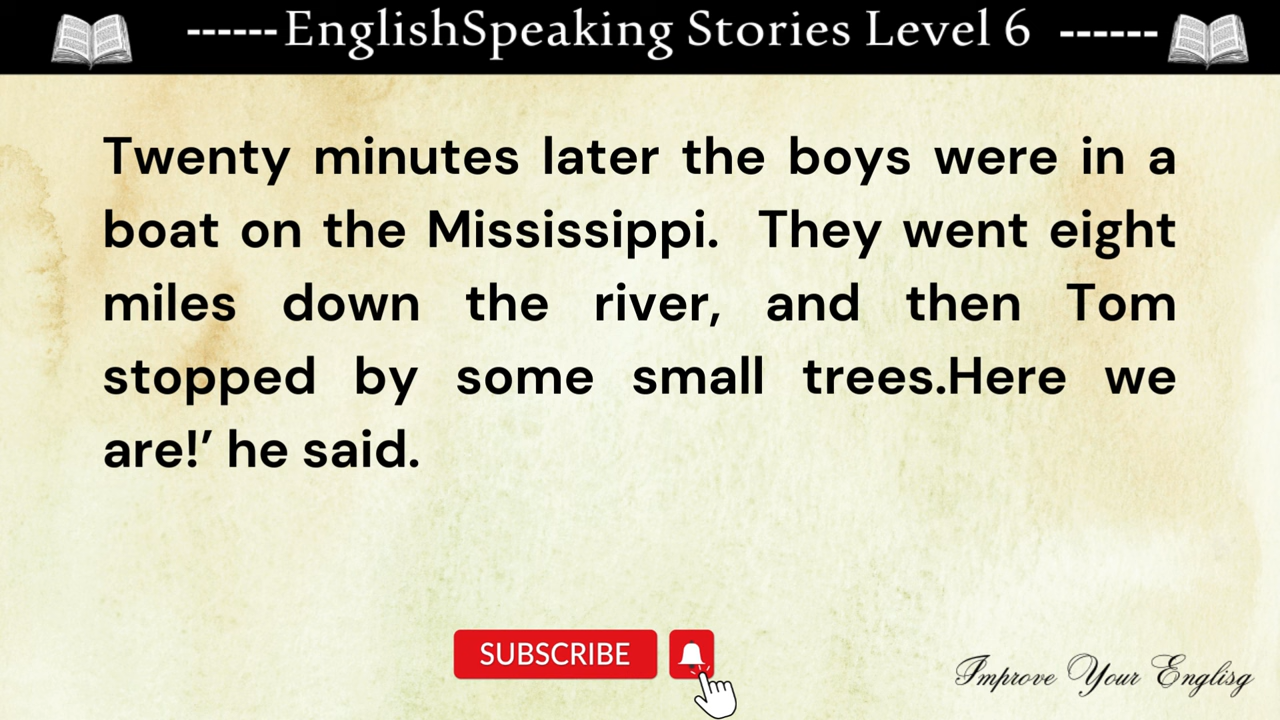 ------EnglishSpeaking Stories Level 6 ------
Twenty minutes later the boys were in a
boat on the Mississippi. They went eight
miles down the river, and then Tom
stopped by some small trees.Here we
are!’ he said.
SUBSCRIBE
Improve Your Englisg